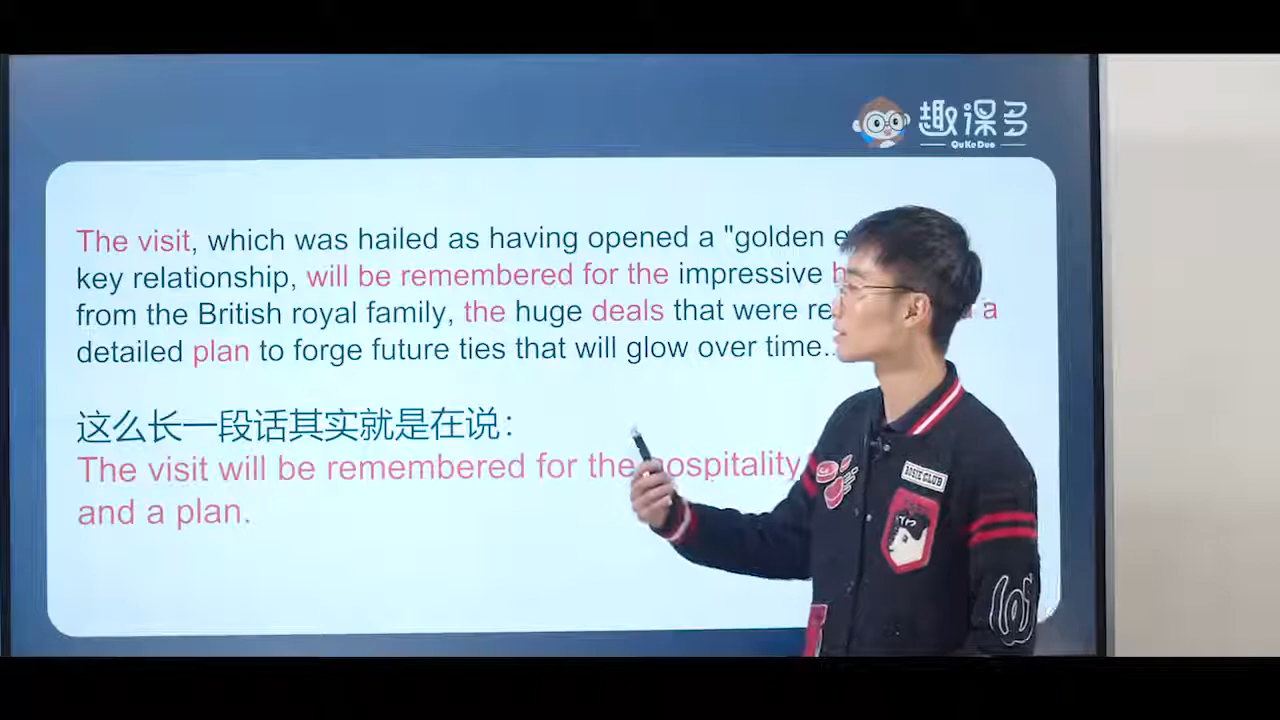 趣课多
QuKeDuo
The visit, which was hailed as having opened a "golden
key relationship, will be remembered for the impressive
from the British royal family, the huge deals that were a
detailed plan to forge future ties that will glow over time..
这么长一段话其实就是在说：
The visit will be remembered for the hospitality
and a plan.
ROSIE CLUB